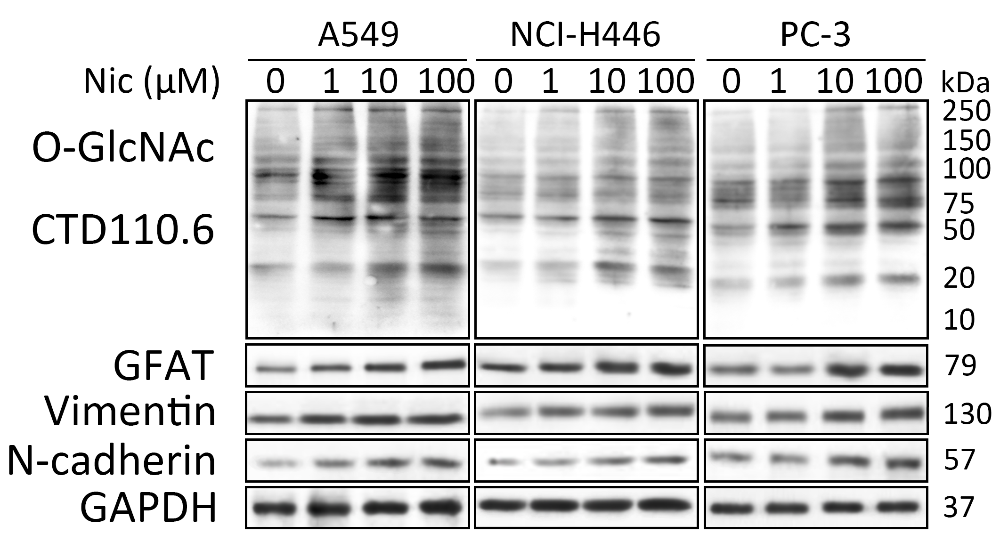 A549 NCI-H446 PC-3
Nic (μM) 0 1 10 100 0 1 10 100 0 1 10 100 kDa
250
O-GlcNAc 150
100
75
CTD110.6 50
20
10
GFAT 79
Vimentin 130
N-cadherin 57
GAPDH 37